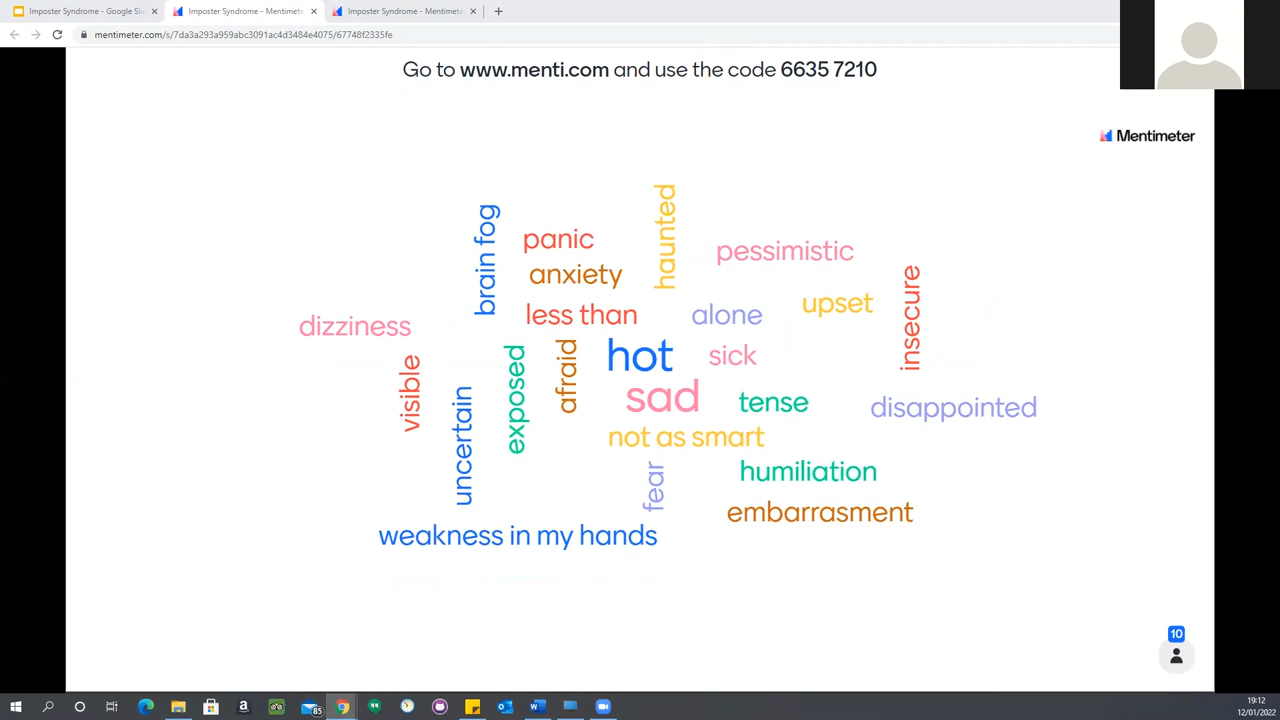 Imposter Syndrome - Google Sli
Imposter Syndrome - Mentimete
Imposter Syndrome - Mentimete
mentimeter.com/s/7da3a293a959abc3091ac4d3484e4075/67748f2335fe
Go to www.menti.com and use the code 6635 7210
Mentimeter
brain fog
panic
haunted
pessimistic
anxiety
insecure
upset
less than
alone
dizziness
hot
sick
visible
exposed
afraid
sad
tense
disappointed
uncertain
not as smart
fear
humiliation
embarrasment
weakness in my hands
10
85
19:12
12/01/2022